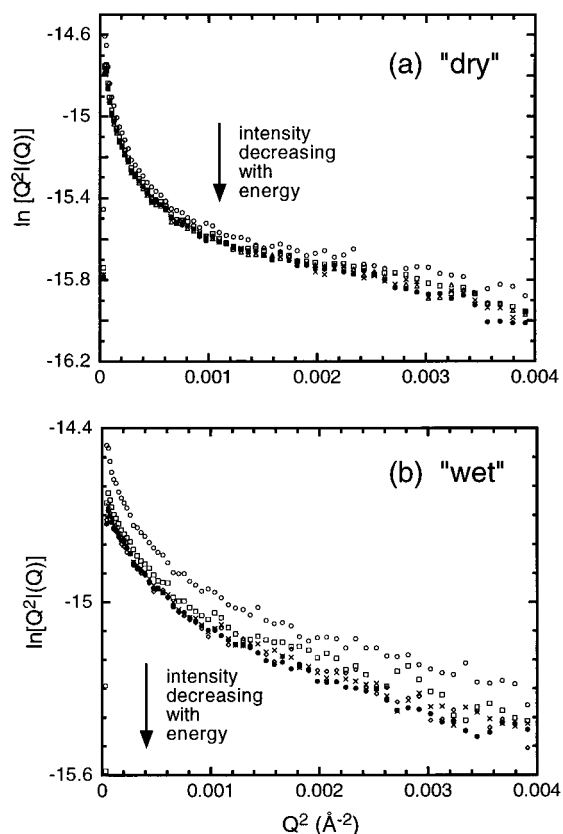 -14.6
(a) "dry"
-15
intensity
decreasing
with
energy
ln [Q²I(Q)]
-15.4
-15.8
-16.2
0
0.001
0.002
0.003
0.004
-14.4
(b) "wet"
ln[Q²I(Q)]
-15
intensity
decreasing
with
energy
-15.6
0
0.001
0.002
0.003
0.004
Q² (Å⁻²)